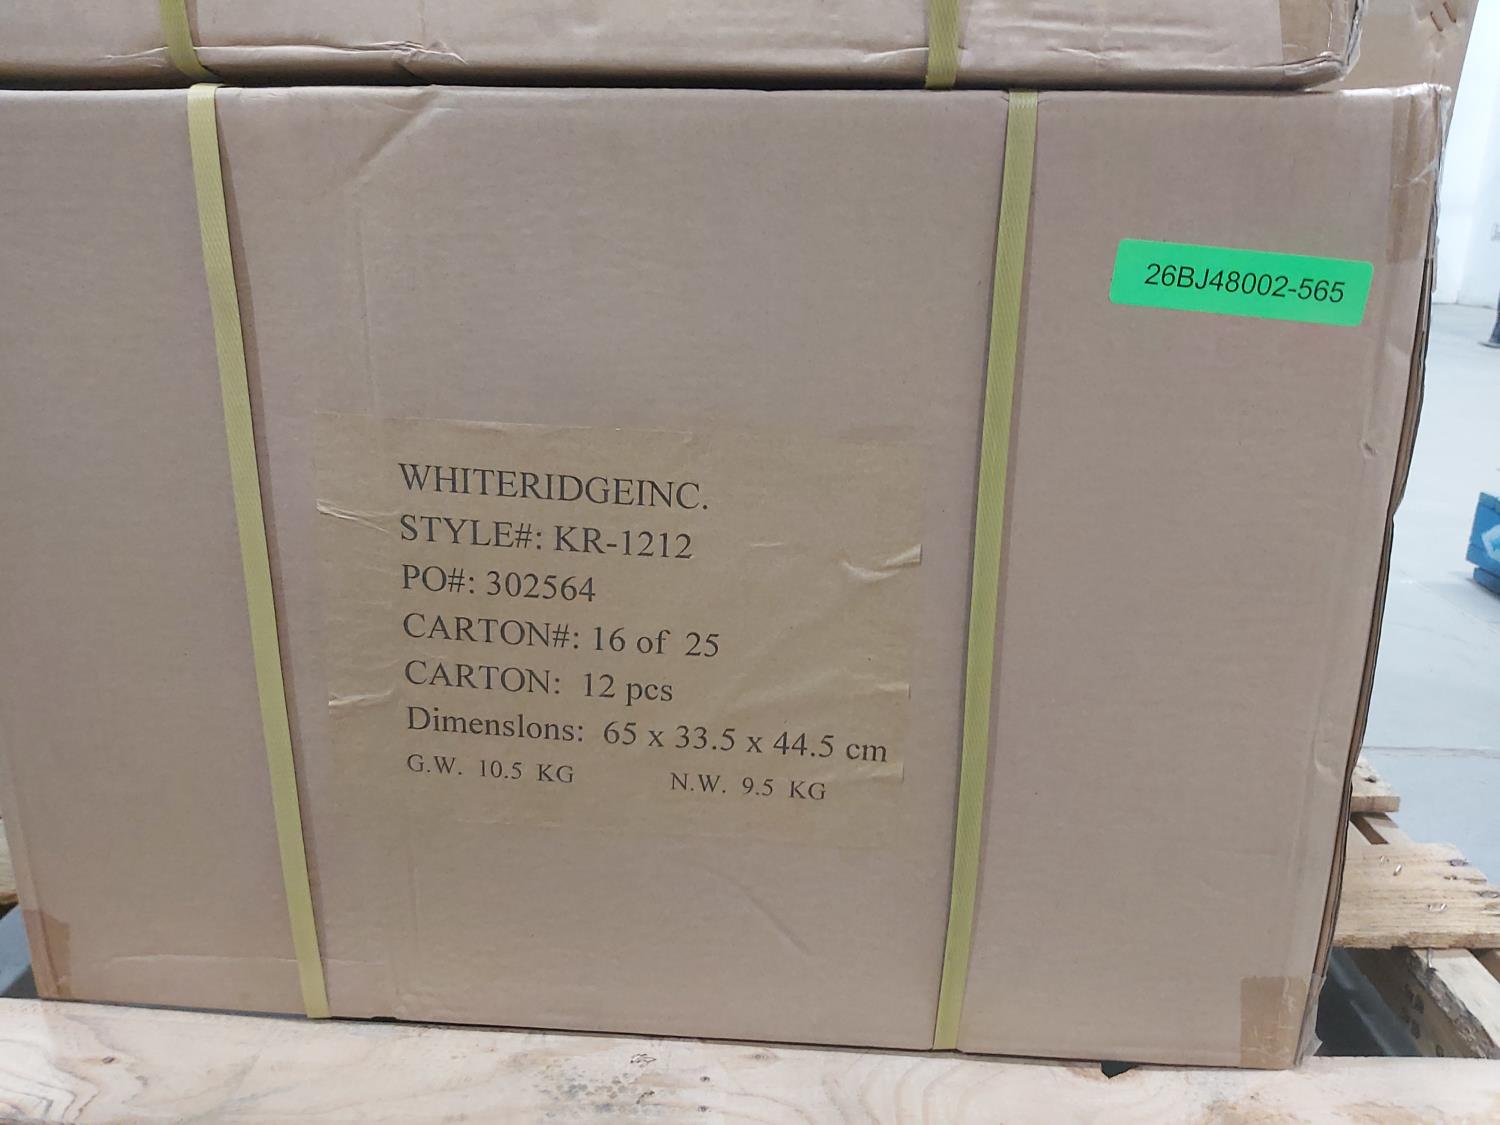 26BJ48002-565
WHITERIDGEINC.
STYLE#: KR-1212
PO#: 302564
CARTON#: 16 of 25
CARTON: 12 pcs
Dimenslons: 65 x 33.5 x 44.5 cm
G.W. 10.5 KG N.W. 9.5 KG